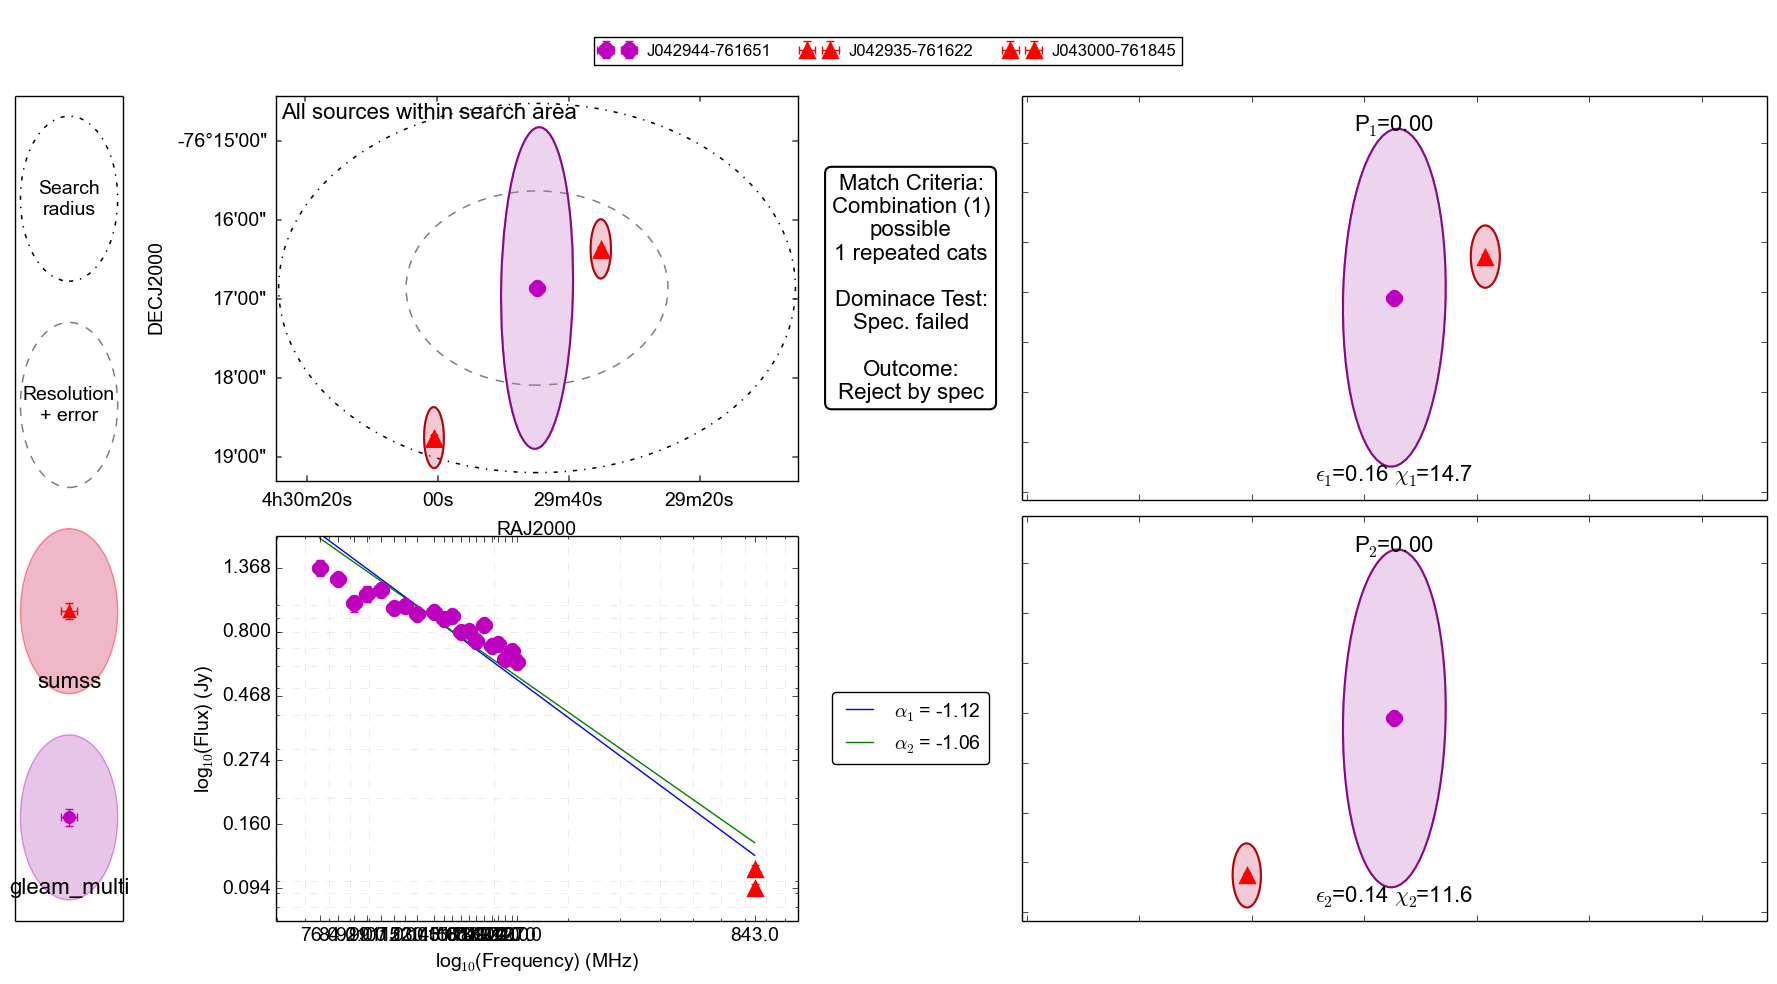 J042944-761651
J042935-761622
J043000-761845
Search
radius
Resolution
+ error
sumss
gleam_multi
All sources within search area
DECJ2000
-76°15'00"
16'00"
17'00"
18'00"
19'00"
4h30m20s
00s
29m40s
29m20s
RAJ2000
Match Criteria:
Combination (1)
possible
1 repeated cats
Dominace Test:
Spec. failed
Outcome:
Reject by spec
P1=0.00
ϵ1=0.16 χ1=14.7
log10(Flux) (Jy)
1.368
0.800
0.468
0.274
0.160
0.094
843.0
log10(Frequency) (MHz)
α1 = -1.12
α2 = -1.06
P2=0.00
ϵ2=0.14 χ2=11.6